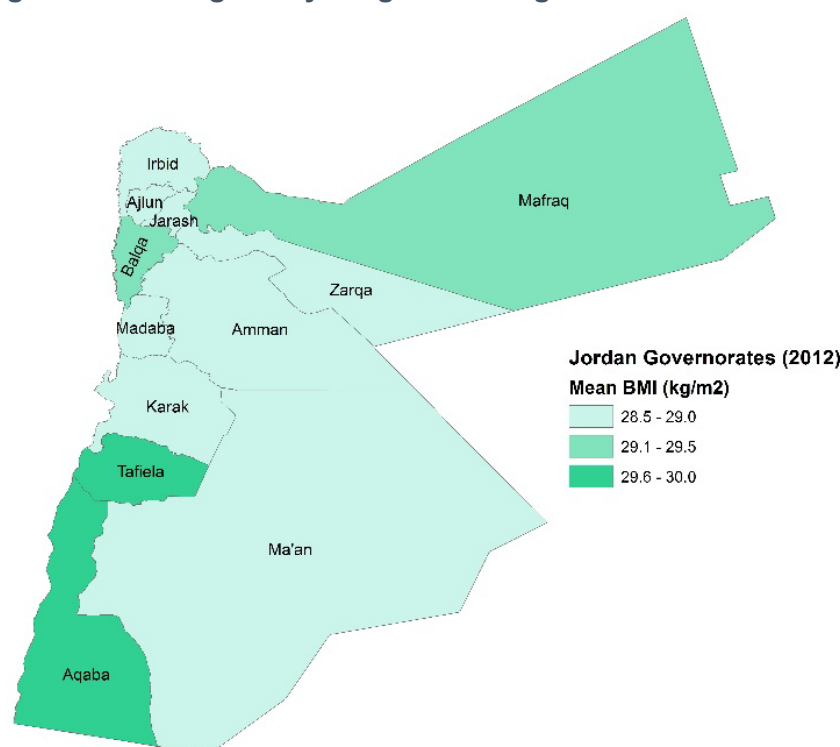 Irbid
Ajlun
Jarash
Balqa
Mafraq
Zarqa
Madaba
Amman
Karak
Tafiela
Ma'an
Aqaba
Jordan Governorates (2012)
Mean BMI (kg/m2)
28.5 - 29.0
29.1 - 29.5
29.6 - 30.0